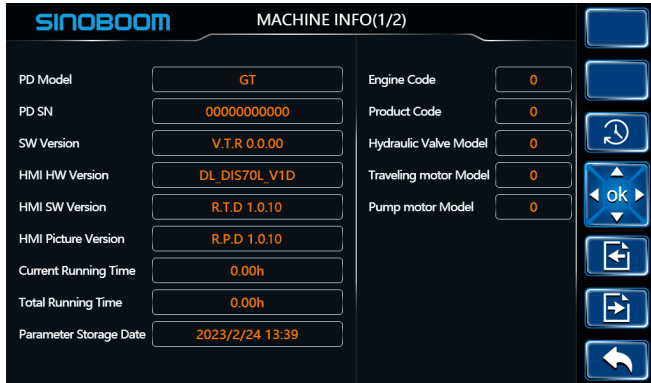 SINOBOOM
MACHINE INFO(1/2)
PD Model GT
PD SN 00000000000
SW Version V.T.R 0.0.00
HMI HW Version DL_DIS70L_V1D
HMI SW Version R.T.D 1.0.10
HMI Picture Version R.P.D 1.0.10
Current Running Time 0.00h
Total Running Time 0.00h
Parameter Storage Date 2023/2/24 13:39
Engine Code 0
Product Code 0
Hydraulic Valve Model 0
Traveling motor Model 0
Pump motor Model 0
ok